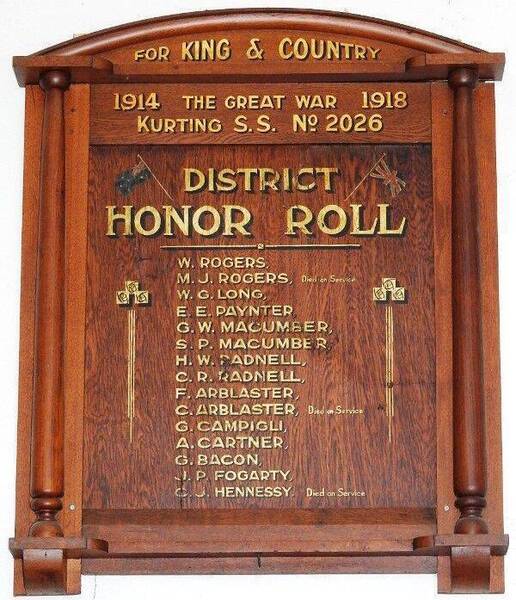 FOR KING & COUNTRY
1914 THE GREAT WAR 1918
KURTING S.S. No 2026
DISTRICT
HONOR ROLL
W. ROGERS,
M. J. ROGERS, Died on Service
W. G. LONG,
E. E. PAYNTER,
G. W. MACUMBER,
S. P. MACUMBER,
H. W. RADNELL,
C. R. RADNELL,
F. ARBLASTER,
C. ARBLASTER, Died on Service
G. CAMPIGLI,
A. CARTNER,
G. BACON,
J. P. FOGARTY,
C. J. HENNESSY. Died on Service